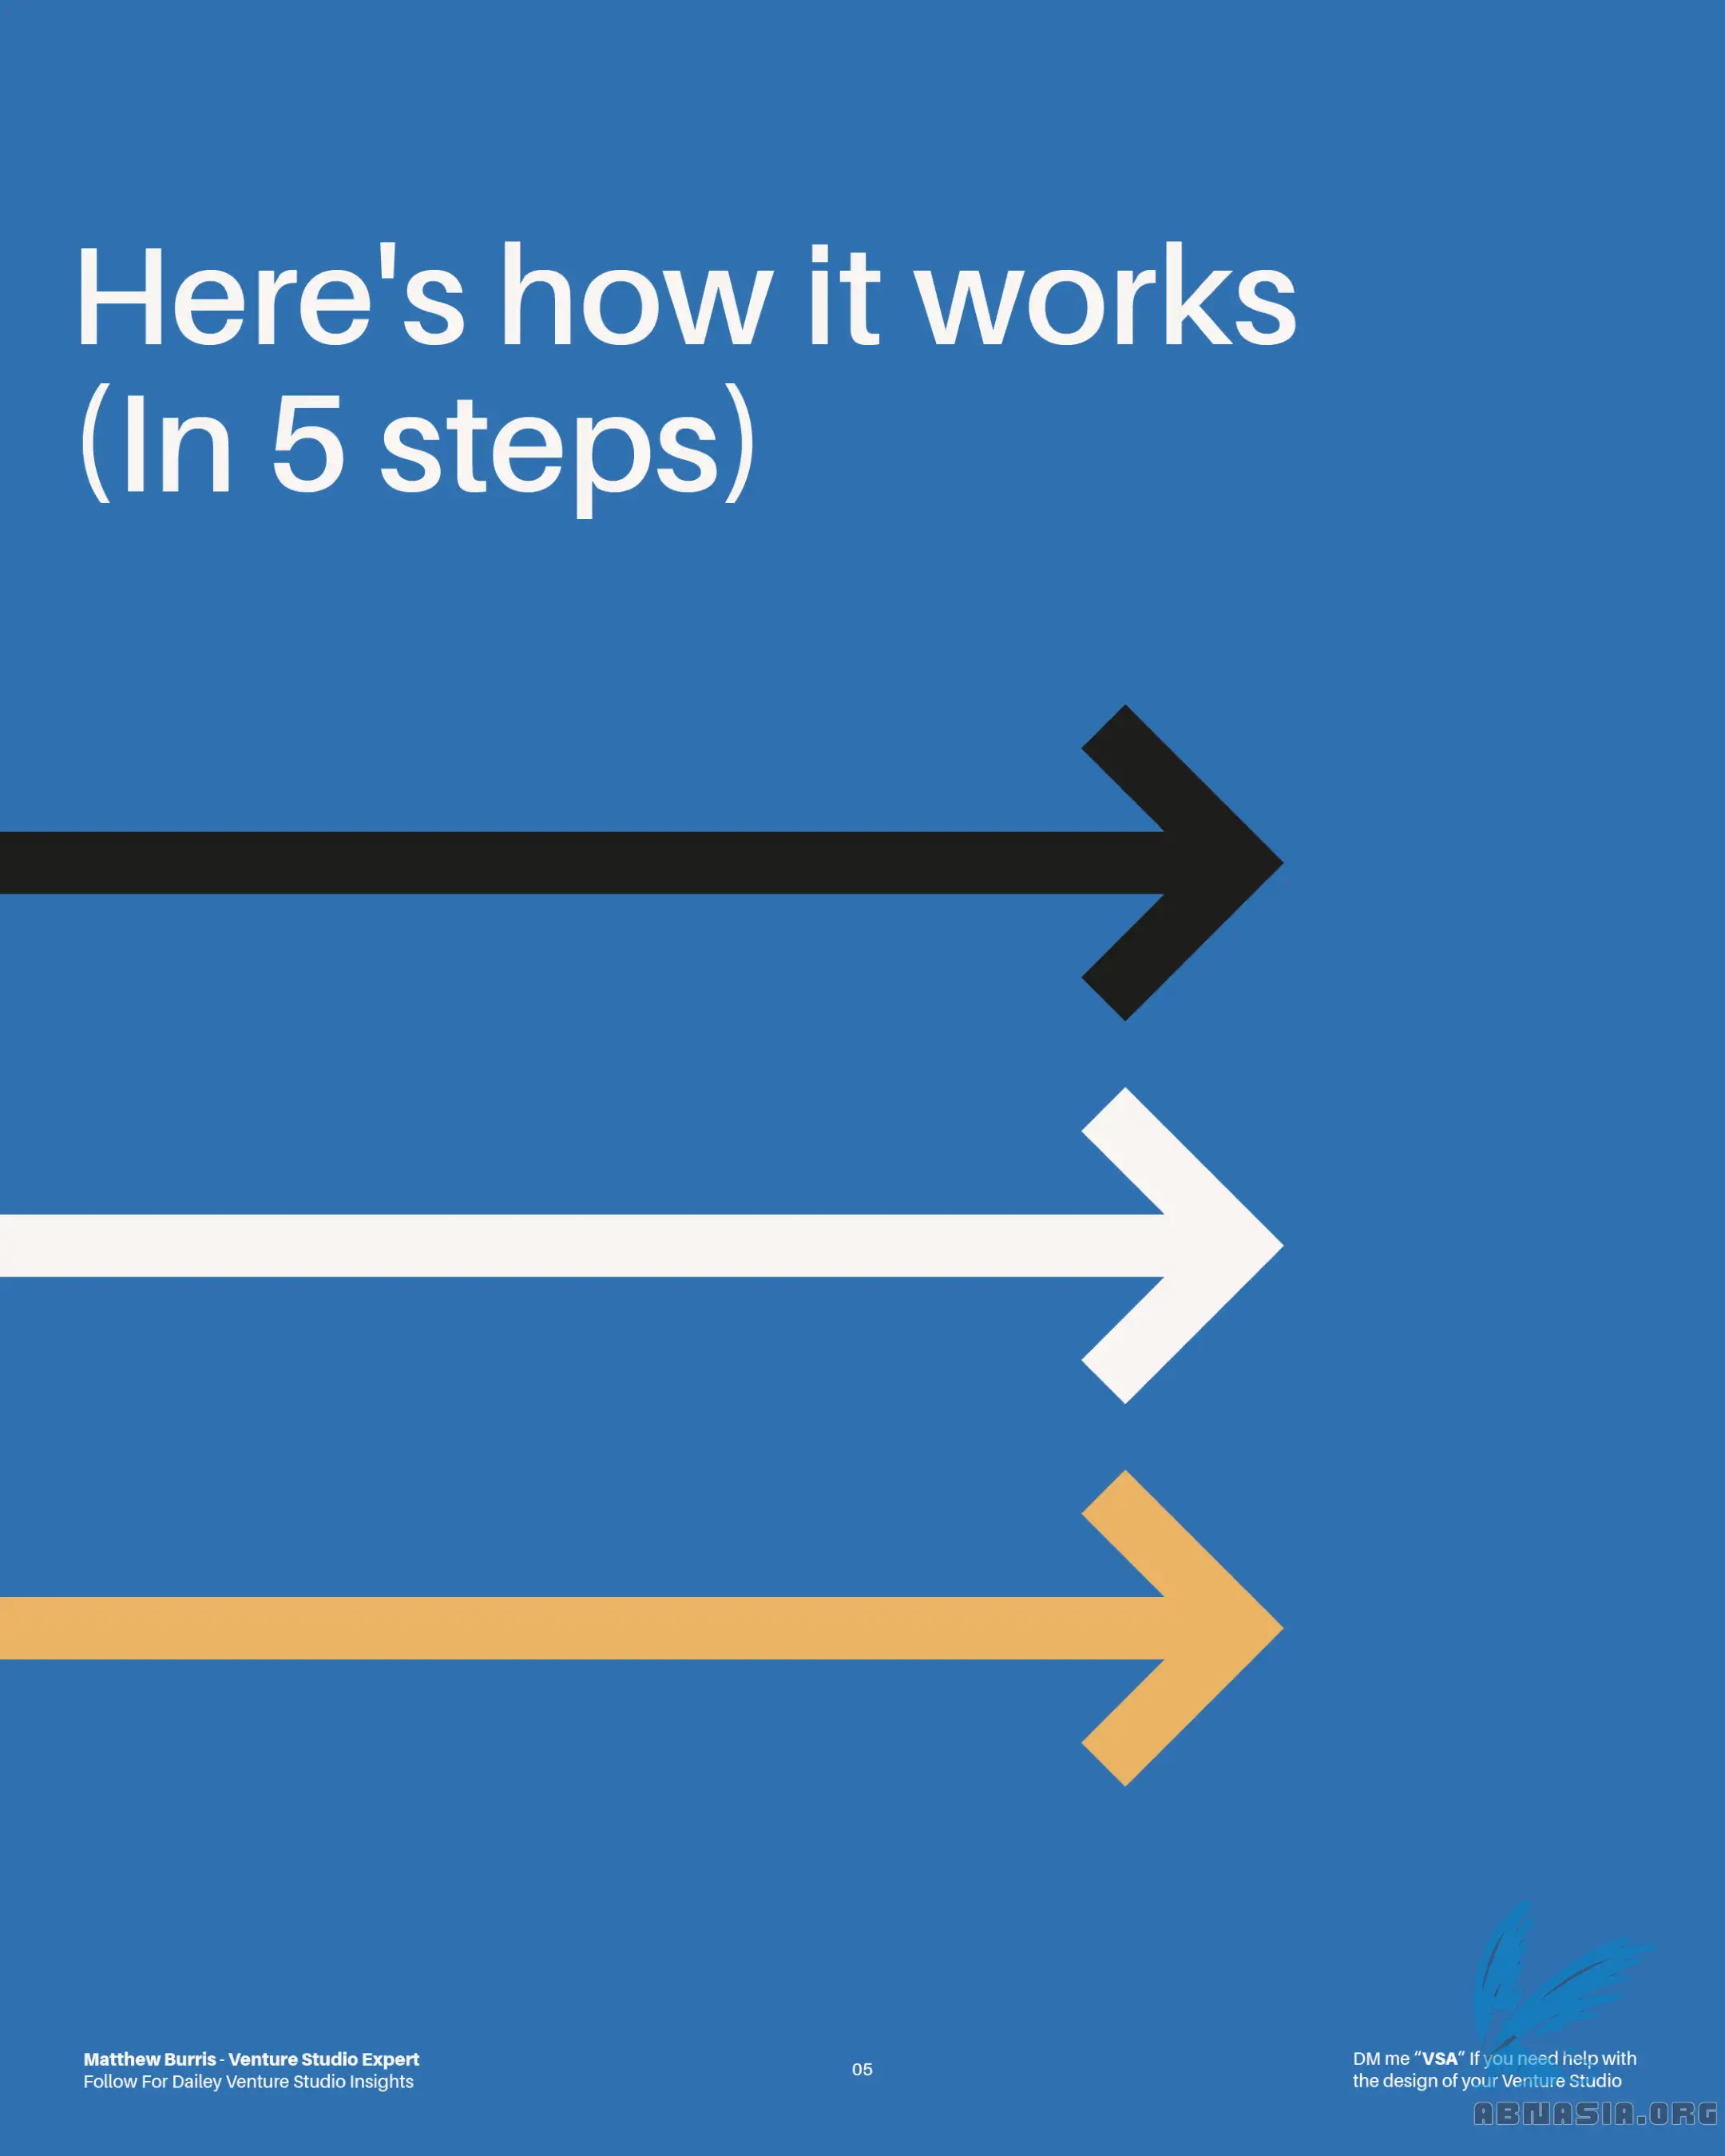 Here's how it works
(In 5 steps)
Matthew Burris - Venture Studio Expert
Follow For Dailey Venture Studio Insights
05
DM me “VSA“ If you need help with
the design of your Venture Studio
ABNASIA.ORG